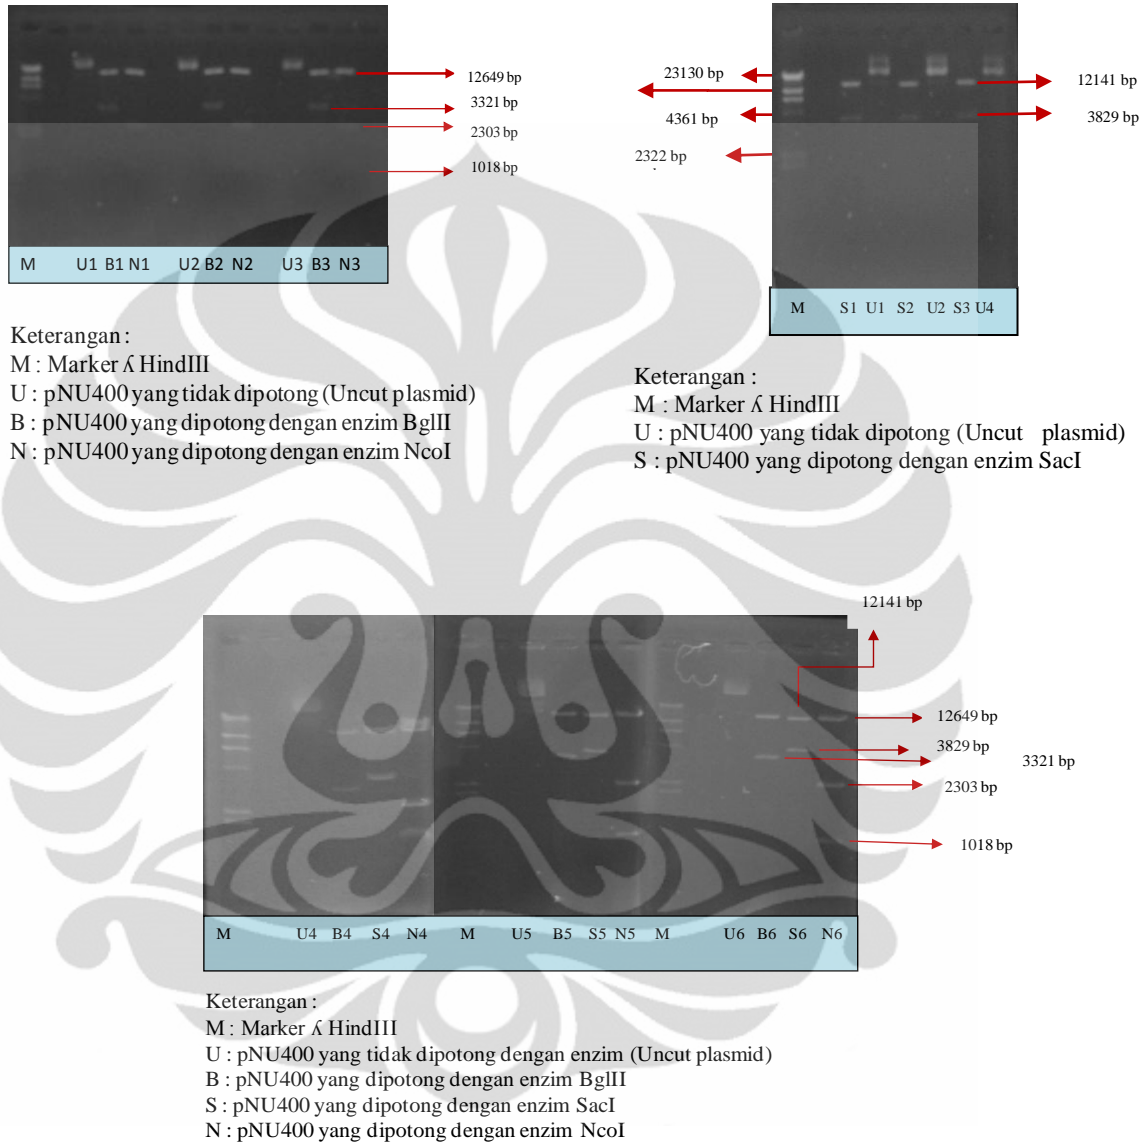 12649 bp
3321 bp
2303 bp
1018 bp
M U1 B1 N1 U2 B2 N2 U3 B3 N3
Keterangan :
M : Marker ʎ HindIII
U : pNU400 yang tidak dipotong (Uncut plasmid)
B : pNU400 yang dipotong dengan enzim BglII
N : pNU400 yang dipotong dengan enzim NcoI
23130 bp
4361 bp
2322 bp
12141 bp
3829 bp
M S1 U1 S2 U2 S3 U4
Keterangan :
M : Marker ʎ HindIII
U : pNU400 yang tidak dipotong (Uncut plasmid)
S : pNU400 yang dipotong dengan enzim SacI
12141 bp
12649 bp
3829 bp
3321 bp
2303 bp
1018 bp
M U4 B4 S4 N4 M U5 B5 S5 N5 M U6 B6 S6 N6
Keterangan :
M : Marker ʎ HindIII
U : pNU400 yang tidak dipotong dengan enzim (Uncut plasmid)
B : pNU400 yang dipotong dengan enzim BglII
S : pNU400 yang dipotong dengan enzim SacI
N : pNU400 yang dipotong dengan enzim NcoI